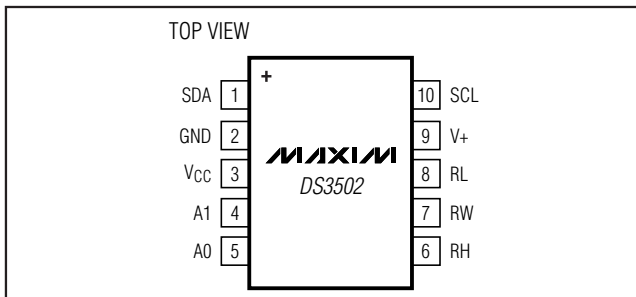 TOP VIEW
+
SDA 1 10 SCL
GND 2 9 V+
VCC 3 8 RL
MAXIM
DS3502
A1 4 7 RW
A0 5 6 RH